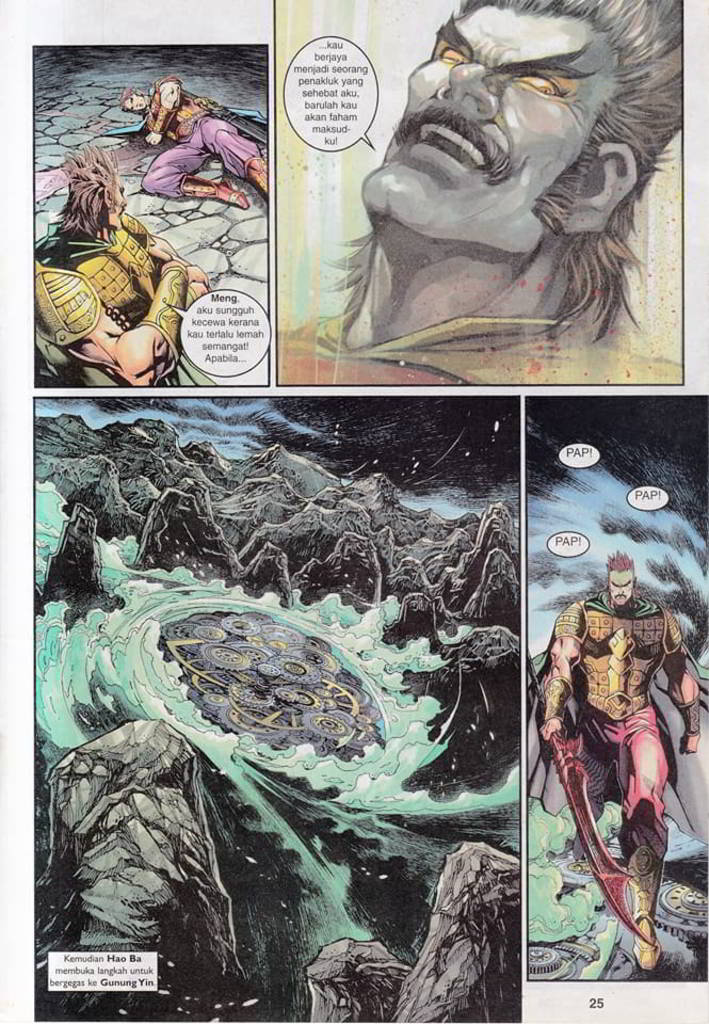 Meng,
aku sungguh
kecewa kerana
kau terlalu lemah
semangat!
Apabila...
...kau
berjaya
menjadi seorang
penakluk yang
sehebat aku,
barulah kau
akan faham
maksud-
ku!
Kemudian Hao Ba
membuka langkah untuk
bergegas ke Gunung Yin.
PAP!
PAP!
PAP!
25